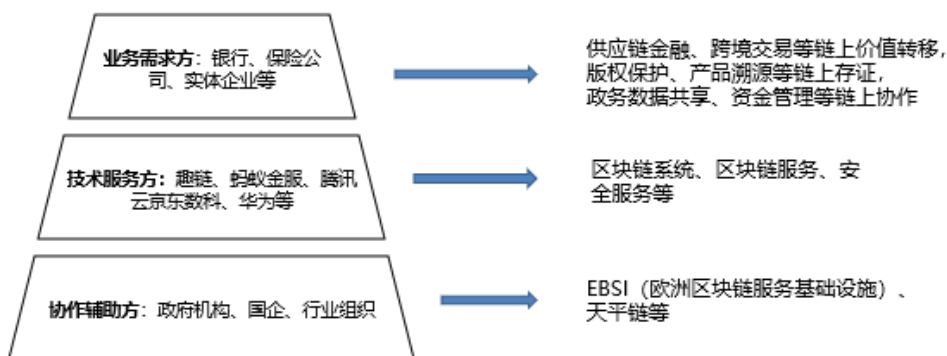 业务需求方：银行、保险公
司、实体企业等
供应链金融、跨境交易等链上价值转移，
版权保护、产品溯源等链上存证，
政务数据共享、资金管理等链上协作
技术服务方：趣链、蚂蚁金服、腾讯
云京东数科、华为等
区块链系统、区块链服务、安
全服务等
协作辅助方：政府机构、国企、行业组织
EBSI（欧洲区块链服务基础设施）、
天平链等